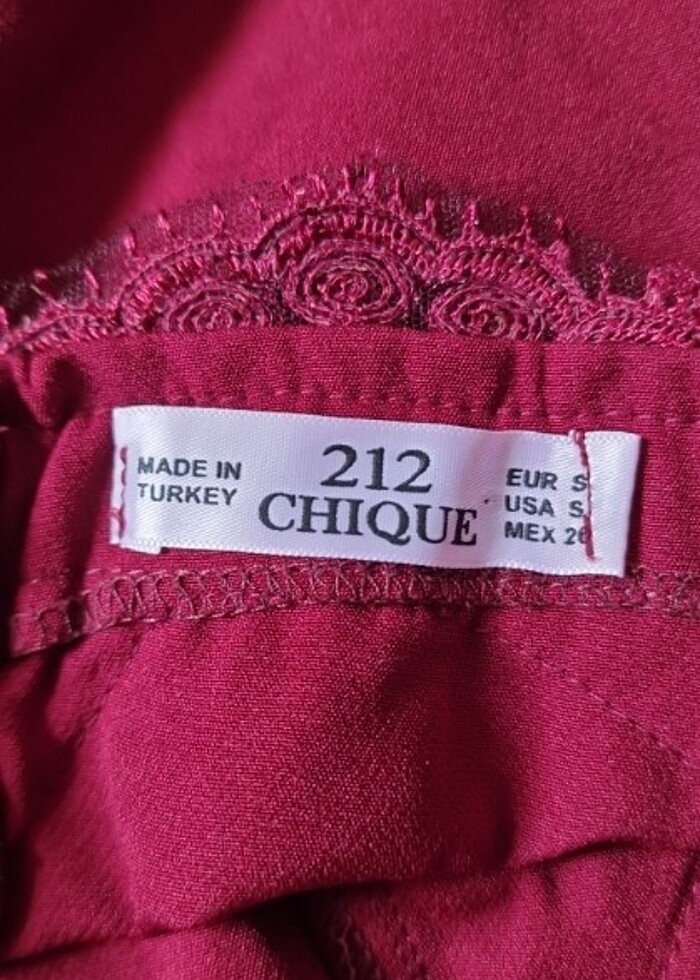 MADE IN
TURKEY
212
CHIQUE
EUR S
USA S
MEX 26